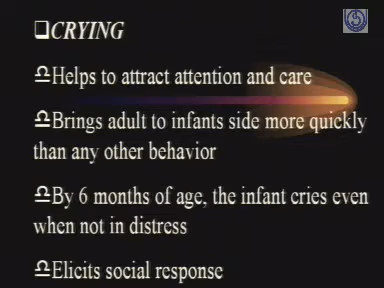 ❑CRYING
♎Helps to attract attention and care
♎Brings adult to infants side more quickly
than any other behavior
♎By 6 months of age, the infant cries even
when not in distress
♎Elicits social response